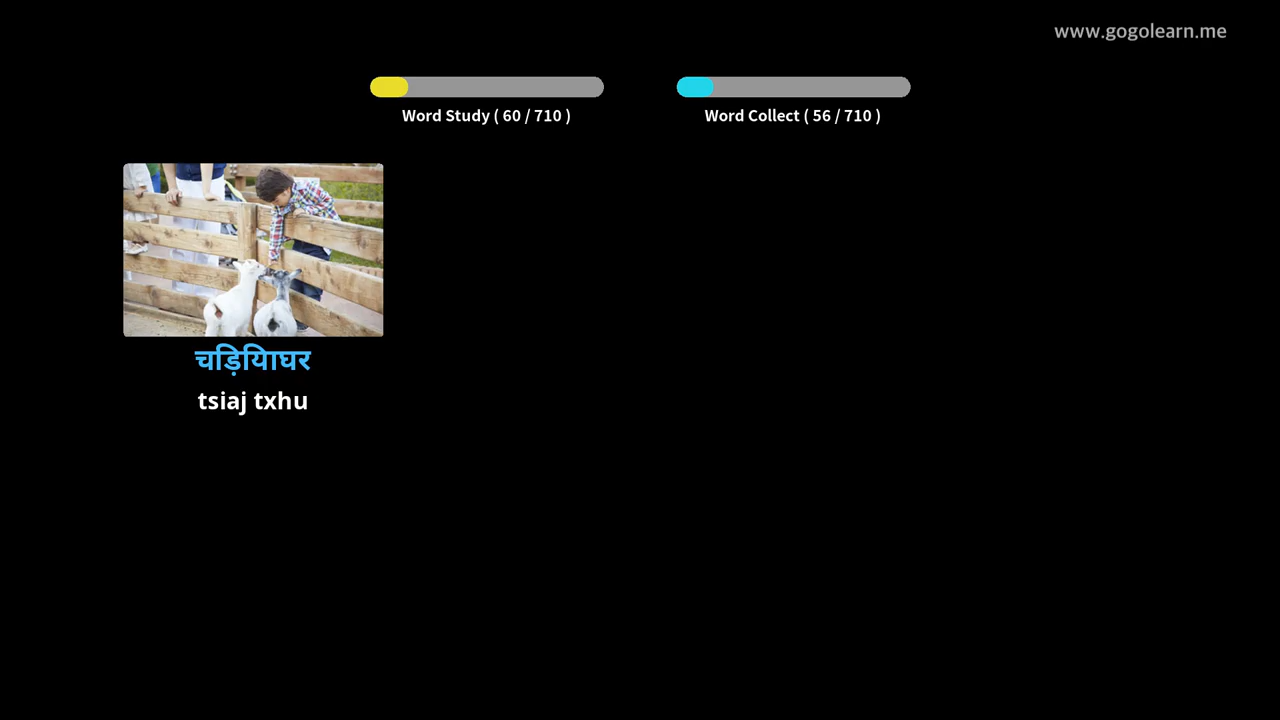 www.gogolearn.me
Word Study ( 60 / 710 )
Word Collect ( 56 / 710 )
चड़ियिाघर
tsiaj txhu